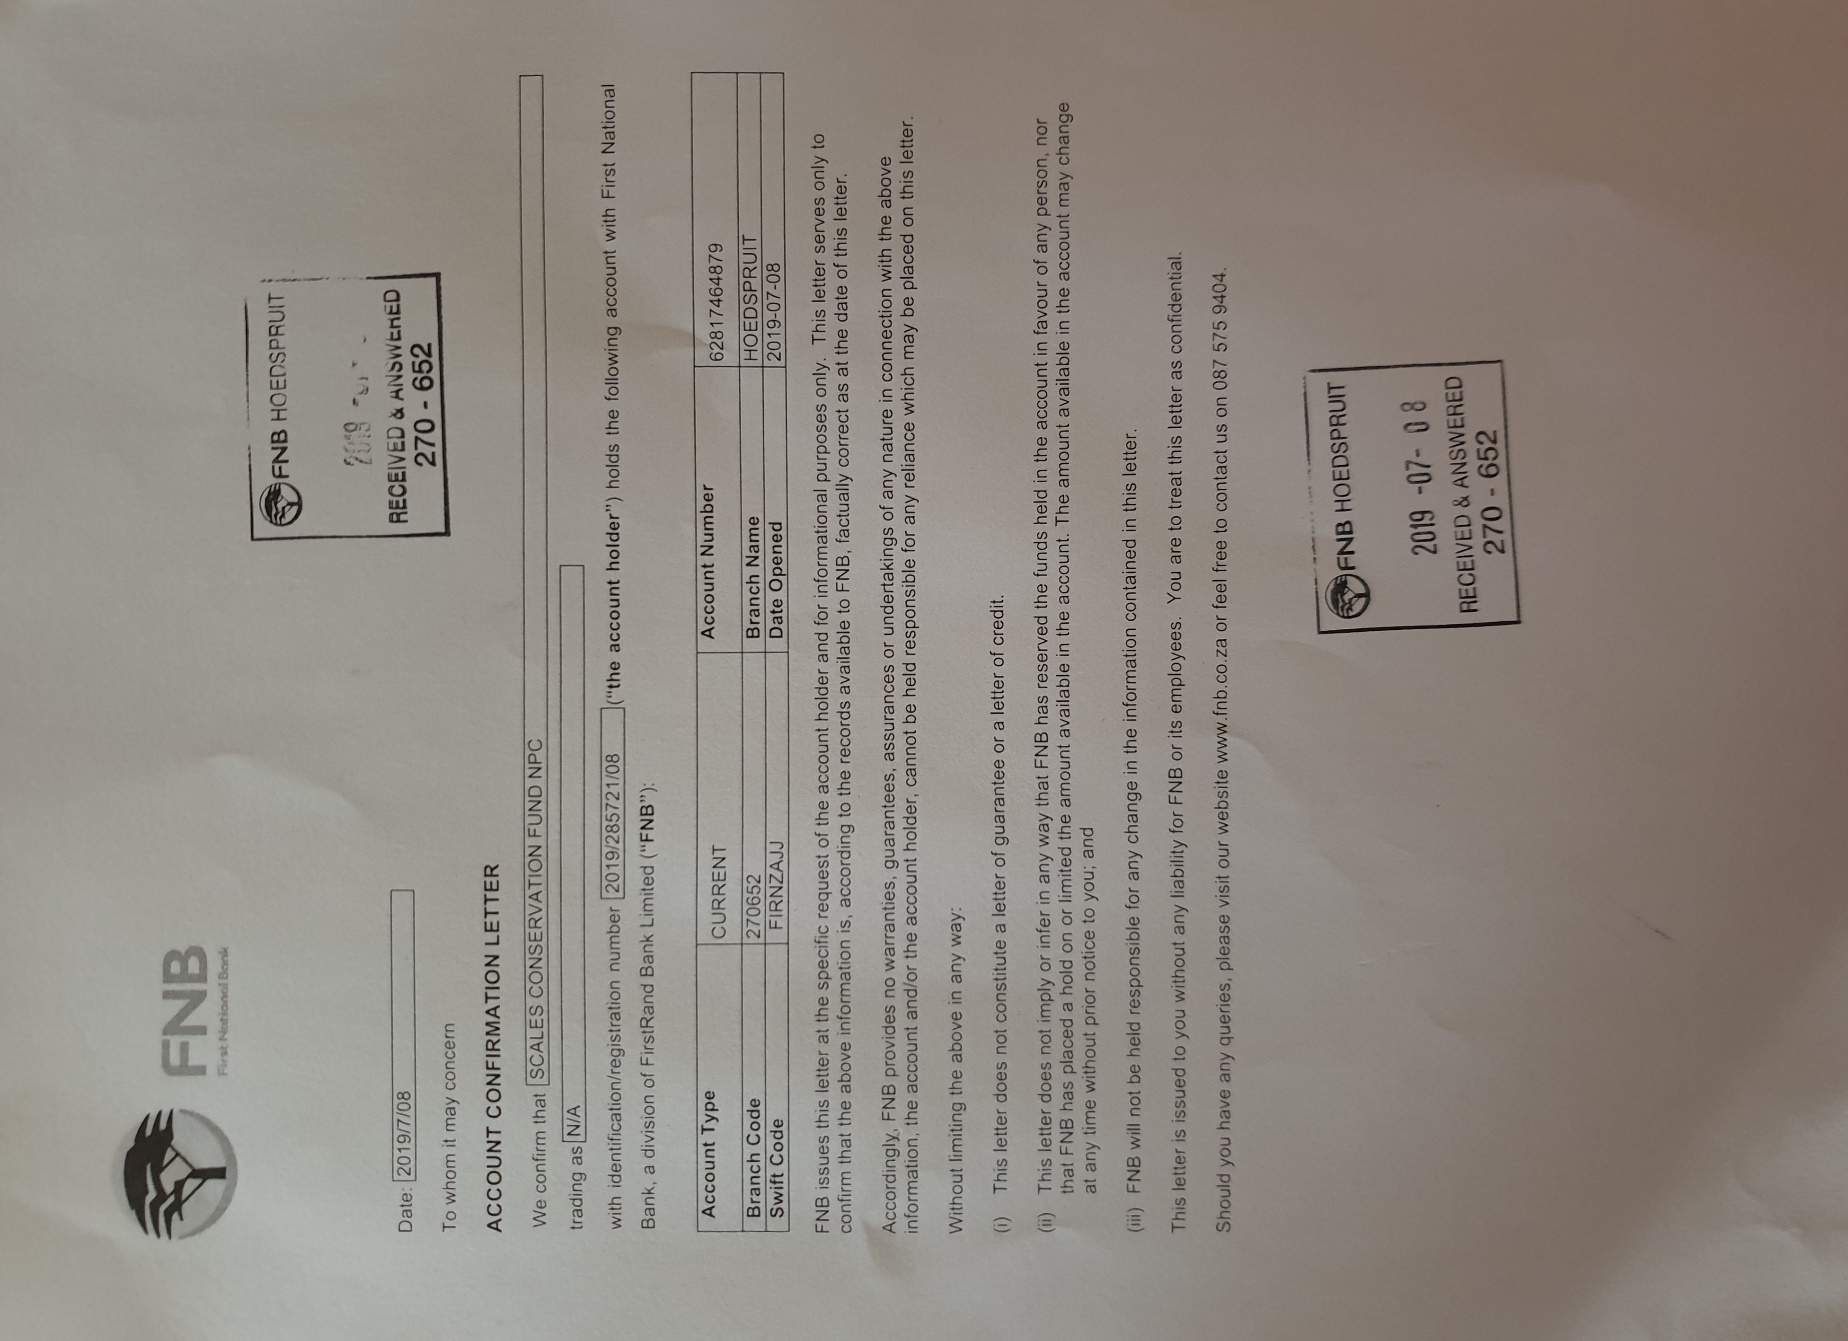 FNB
First National Bank
FNB HOEDSPRUIT
2019
RECEIVED & ANSWERED
270 - 652
Date: 2019/7/08
To whom it may concern
ACCOUNT CONFIRMATION LETTER
We confirm that SCALES CONSERVATION FUND NPC
trading as N/A
with identification/registration number 2019/285721/08 ("the account holder") holds the following account with First National
Bank, a division of FirstRand Bank Limited ("FNB"):
Account Type CURRENT Account Number 62817464879
Branch Code 270652 Branch Name HOEDSPRUIT
Swift Code FIRNZAJJ Date Opened 2019-07-08
FNB issues this letter at the specific request of the account holder and for informational purposes only. This letter serves only to
confirm that the above information is, according to the records available to FNB, factually correct as at the date of this letter.
Accordingly, FNB provides no warranties, guarantees, assurances or undertakings of any nature in connection with the above
information, the account and/or the account holder, cannot be held responsible for any reliance which may be placed on this letter.
Without limiting the above in any way:
(i) This letter does not constitute a letter of guarantee or a letter of credit.
(ii) This letter does not imply or infer in any way that FNB has reserved the funds held in the account in favour of any person, nor
that FNB has placed a hold on or limited the amount available in the account. The amount available in the account may change
at any time without prior notice to you; and
(iii) FNB will not be held responsible for any change in the information contained in this letter.
This letter is issued to you without any liability for FNB or its employees. You are to treat this letter as confidential.
Should you have any queries, please visit our website www.fnb.co.za or feel free to contact us on 087 575 9404.
FNB HOEDSPRUIT
2019 -07- 08
RECEIVED & ANSWERED
270 - 652